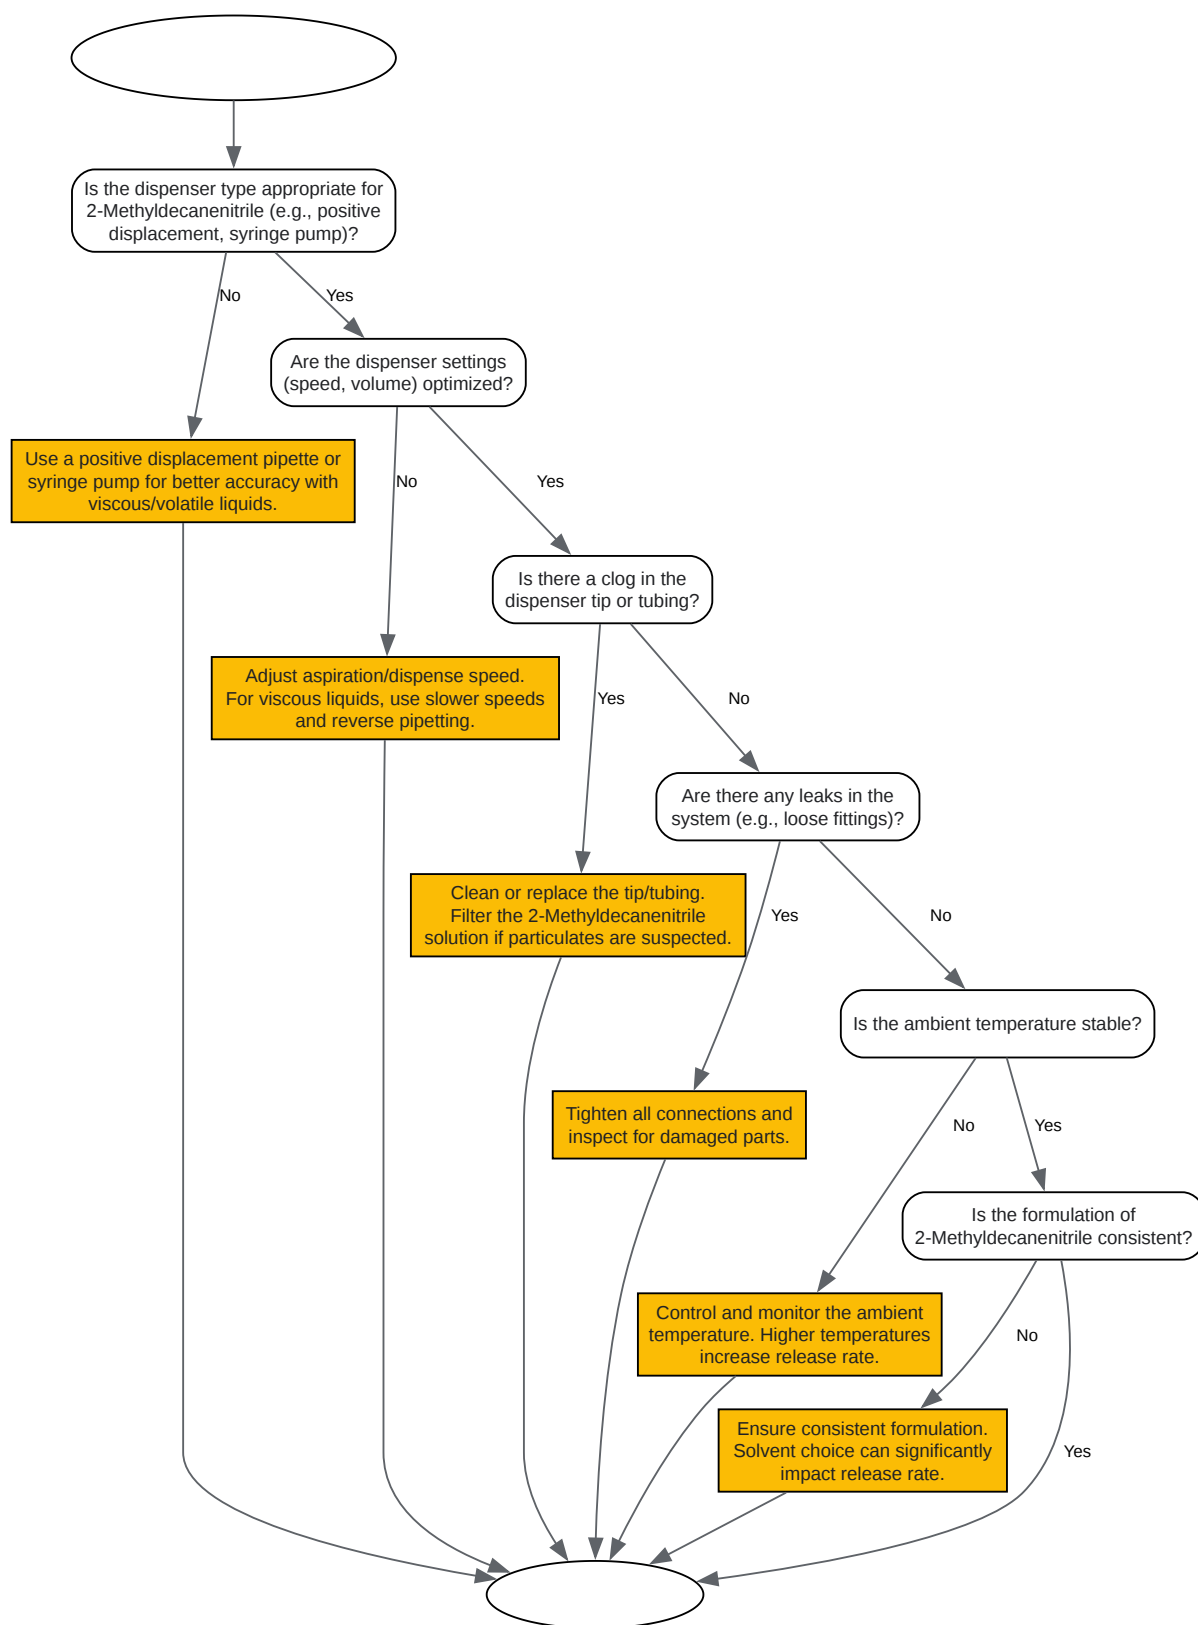 Is the dispenser type appropriate for
2-Methyldecanenitrile (e.g., positive
displacement, syringe pump)?
No
Yes
Are the dispenser settings
(speed, volume) optimized?
Use a positive displacement pipette or
syringe pump for better accuracy with
viscous/volatile liquids.
No
Yes
Is there a clog in the
dispenser tip or tubing?
Adjust aspiration/dispense speed.
For viscous liquids, use slower speeds
and reverse pipetting.
Yes
No
Are there any leaks in the
system (e.g., loose fittings)?
Clean or replace the tip/tubing.
Filter the 2-Methyldecanenitrile
solution if particulates are suspected.
Yes
No
Is the ambient temperature stable?
Tighten all connections and
inspect for damaged parts.
No
Yes
Is the formulation of
2-Methyldecanenitrile consistent?
Control and monitor the ambient
temperature. Higher temperatures
increase release rate.
No
Ensure consistent formulation.
Solvent choice can significantly
impact release rate.
Yes